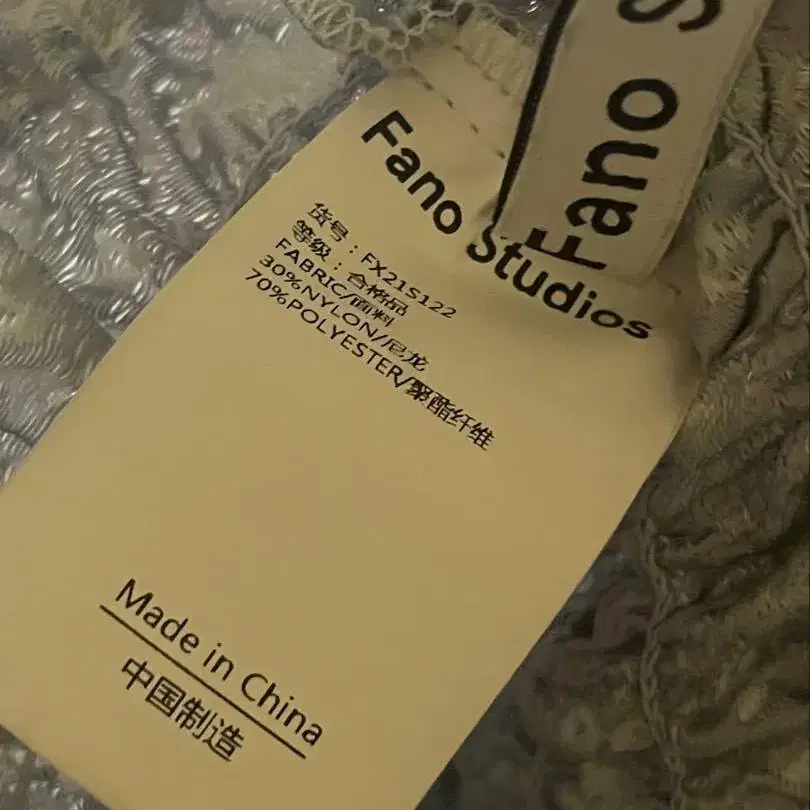 Fano S
Fano Studios
货号：FX21S122
等级：合格品
FABRIC/面料
30%NYLON/尼龙
70%POLYESTER/聚酯纤维
Made in China
中国制造